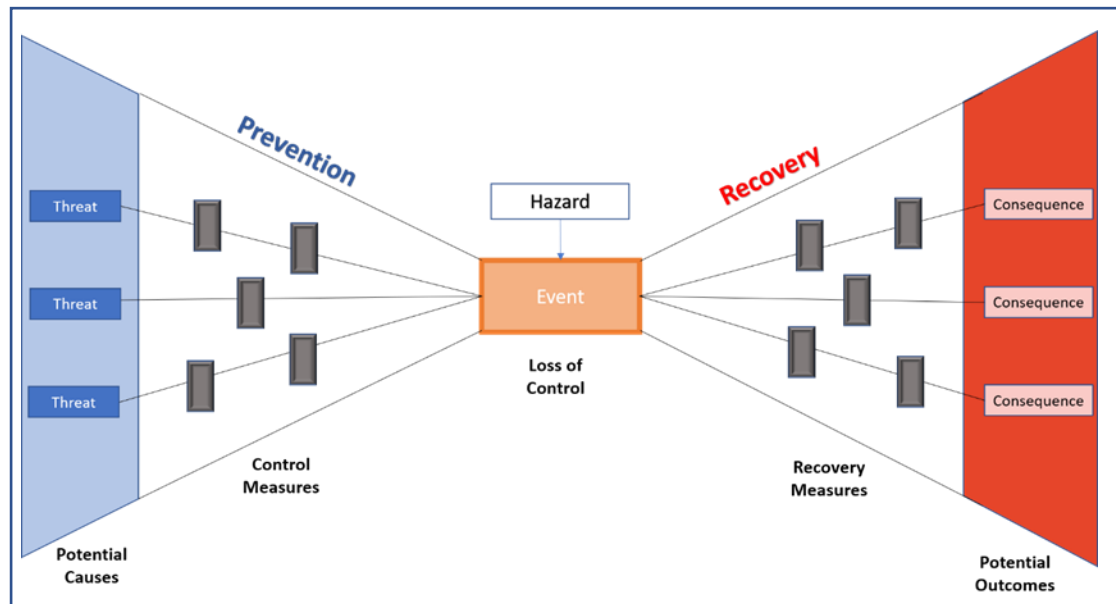 Prevention
Recovery
Hazard
Threat
Consequence
Event
Threat
Consequence
Loss of
Control
Threat
Consequence
Control
Measures
Recovery
Measures
Potential
Causes
Potential
Outcomes